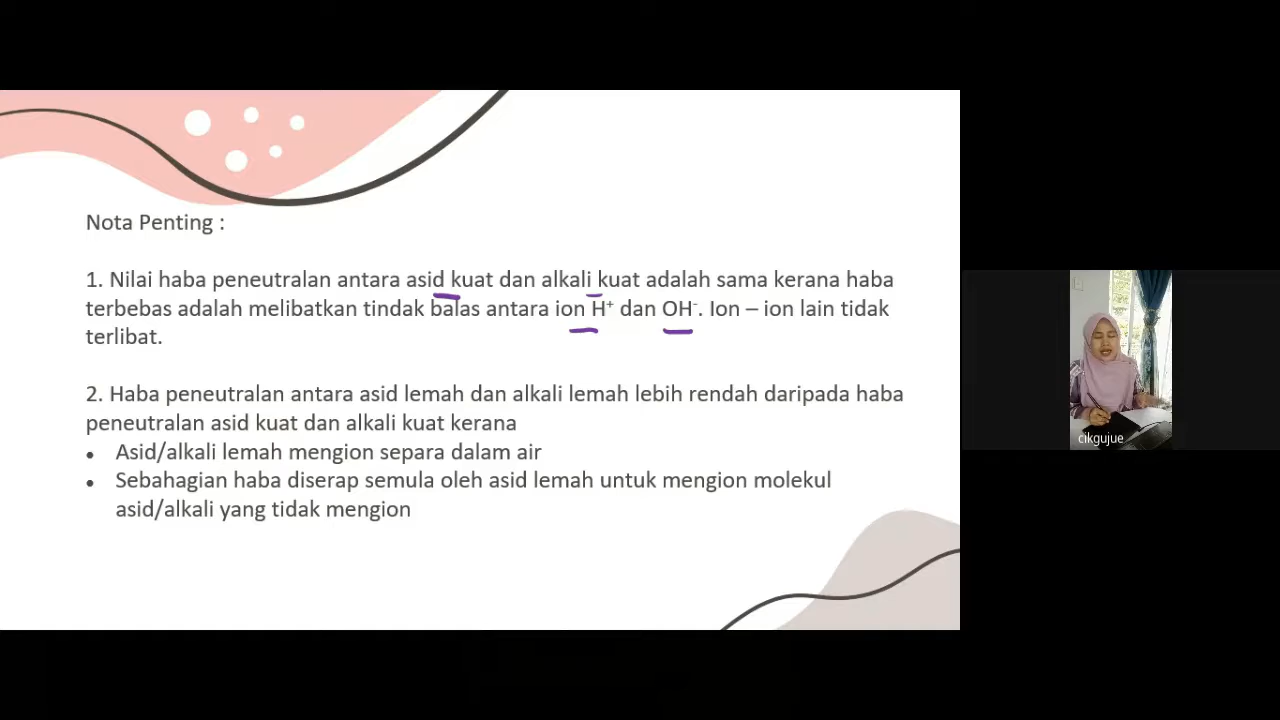 Nota Penting :
1. Nilai haba peneutralan antara asid kuat dan alkali kuat adalah sama kerana haba
terbebas adalah melibatkan tindak balas antara ion H⁺ dan OH⁻. Ion – ion lain tidak
terlibat.
2. Haba peneutralan antara asid lemah dan alkali lemah lebih rendah daripada haba
peneutralan asid kuat dan alkali kuat kerana
• Asid/alkali lemah mengion separa dalam air
• Sebahagian haba diserap semula oleh asid lemah untuk mengion molekul
asid/alkali yang tidak mengion
cikgujue